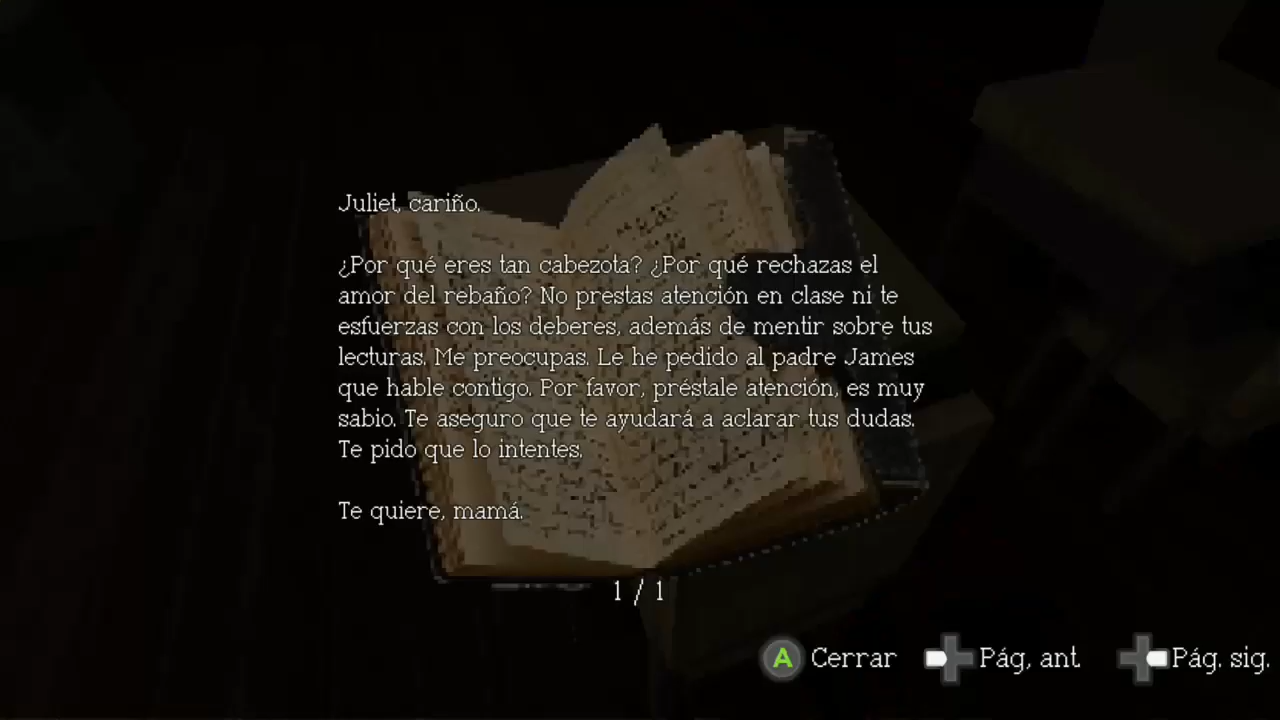 Juliet, cariño.
¿Por qué eres tan cabezota? ¿Por qué rechazas el
amor del rebaño? No prestas atención en clase ni te
esfuerzas con los deberes, además de mentir sobre tus
lecturas. Me preocupas. Le he pedido al padre James
que hable contigo. Por favor, préstale atención, es muy
sabio. Te aseguro que te ayudará a aclarar tus dudas.
Te pido que lo intentes.
Te quiere, mamá.
1 / 1
A Cerrar Pág, ant. Pág. sig.